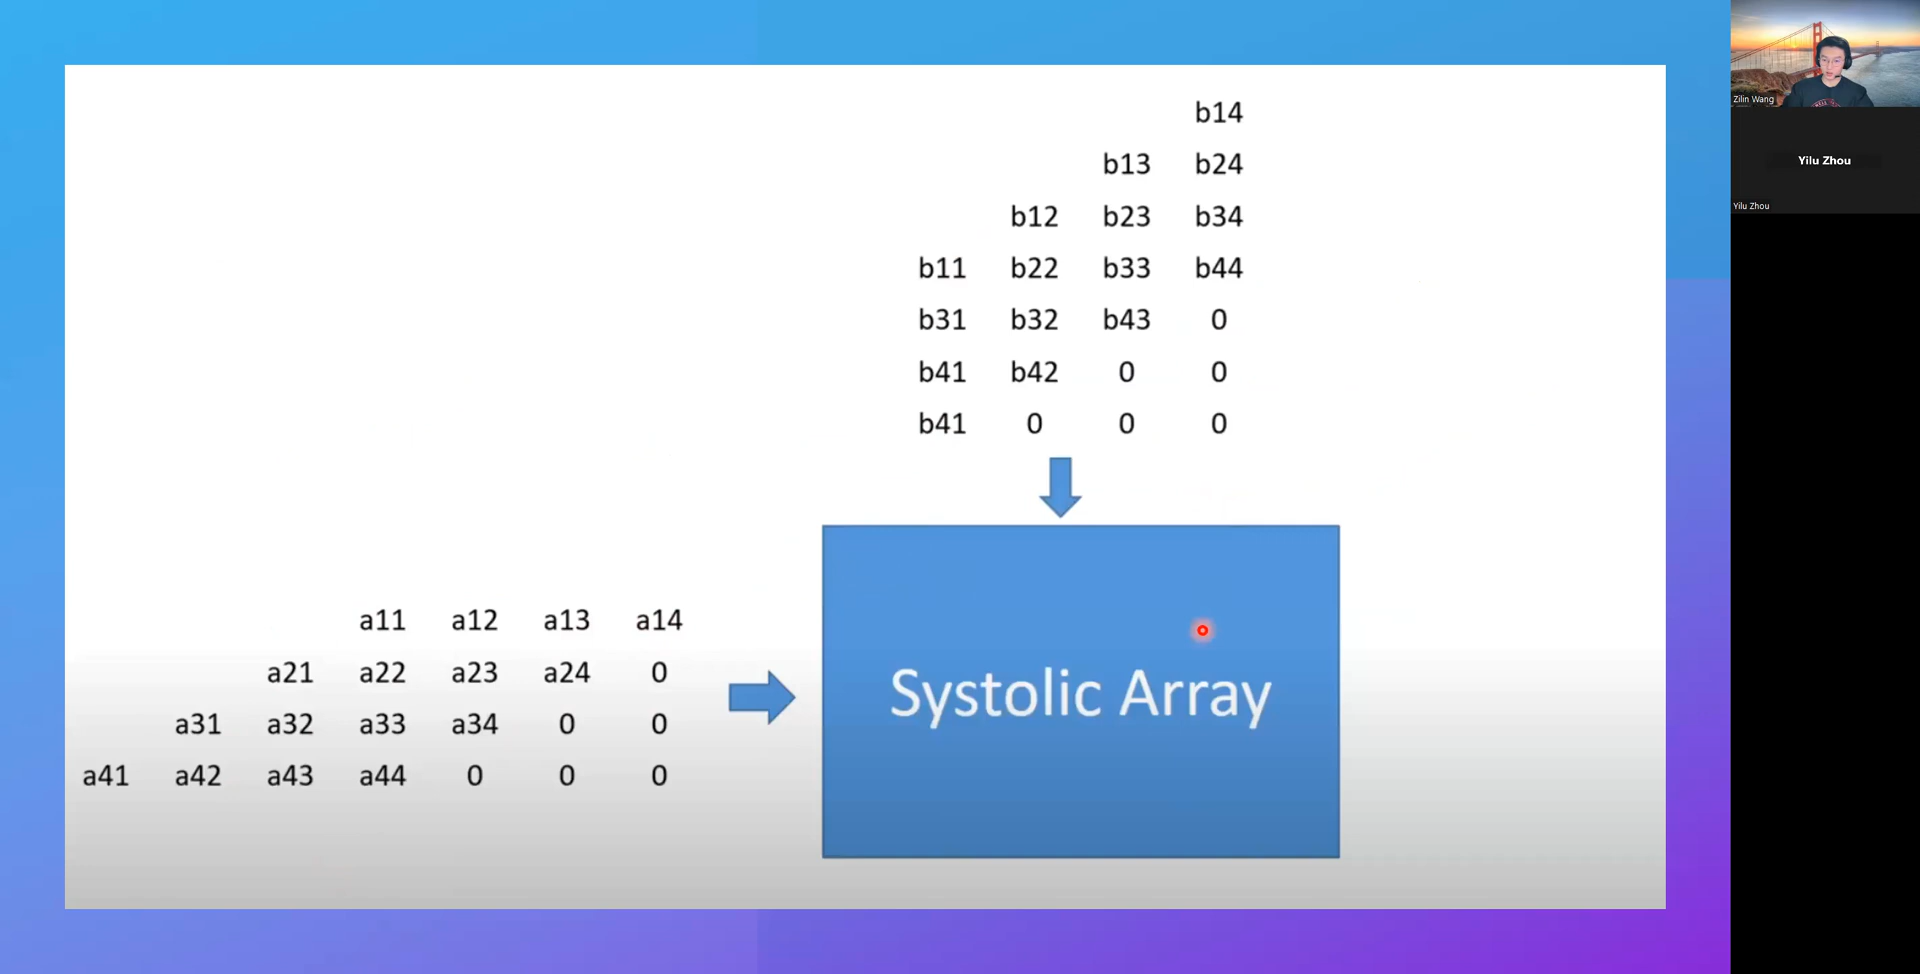 b14
b13 b24
b12 b23 b34
b11 b22 b33 b44
b31 b32 b43 0
b41 b42 0 0
b41 0 0 0
a11 a12 a13 a14
a21 a22 a23 a24 0
a31 a32 a33 a34 0 0
a41 a42 a43 a44 0 0 0
Systolic Array
Zilin Wang
Yilu Zhou
Yilu Zhou